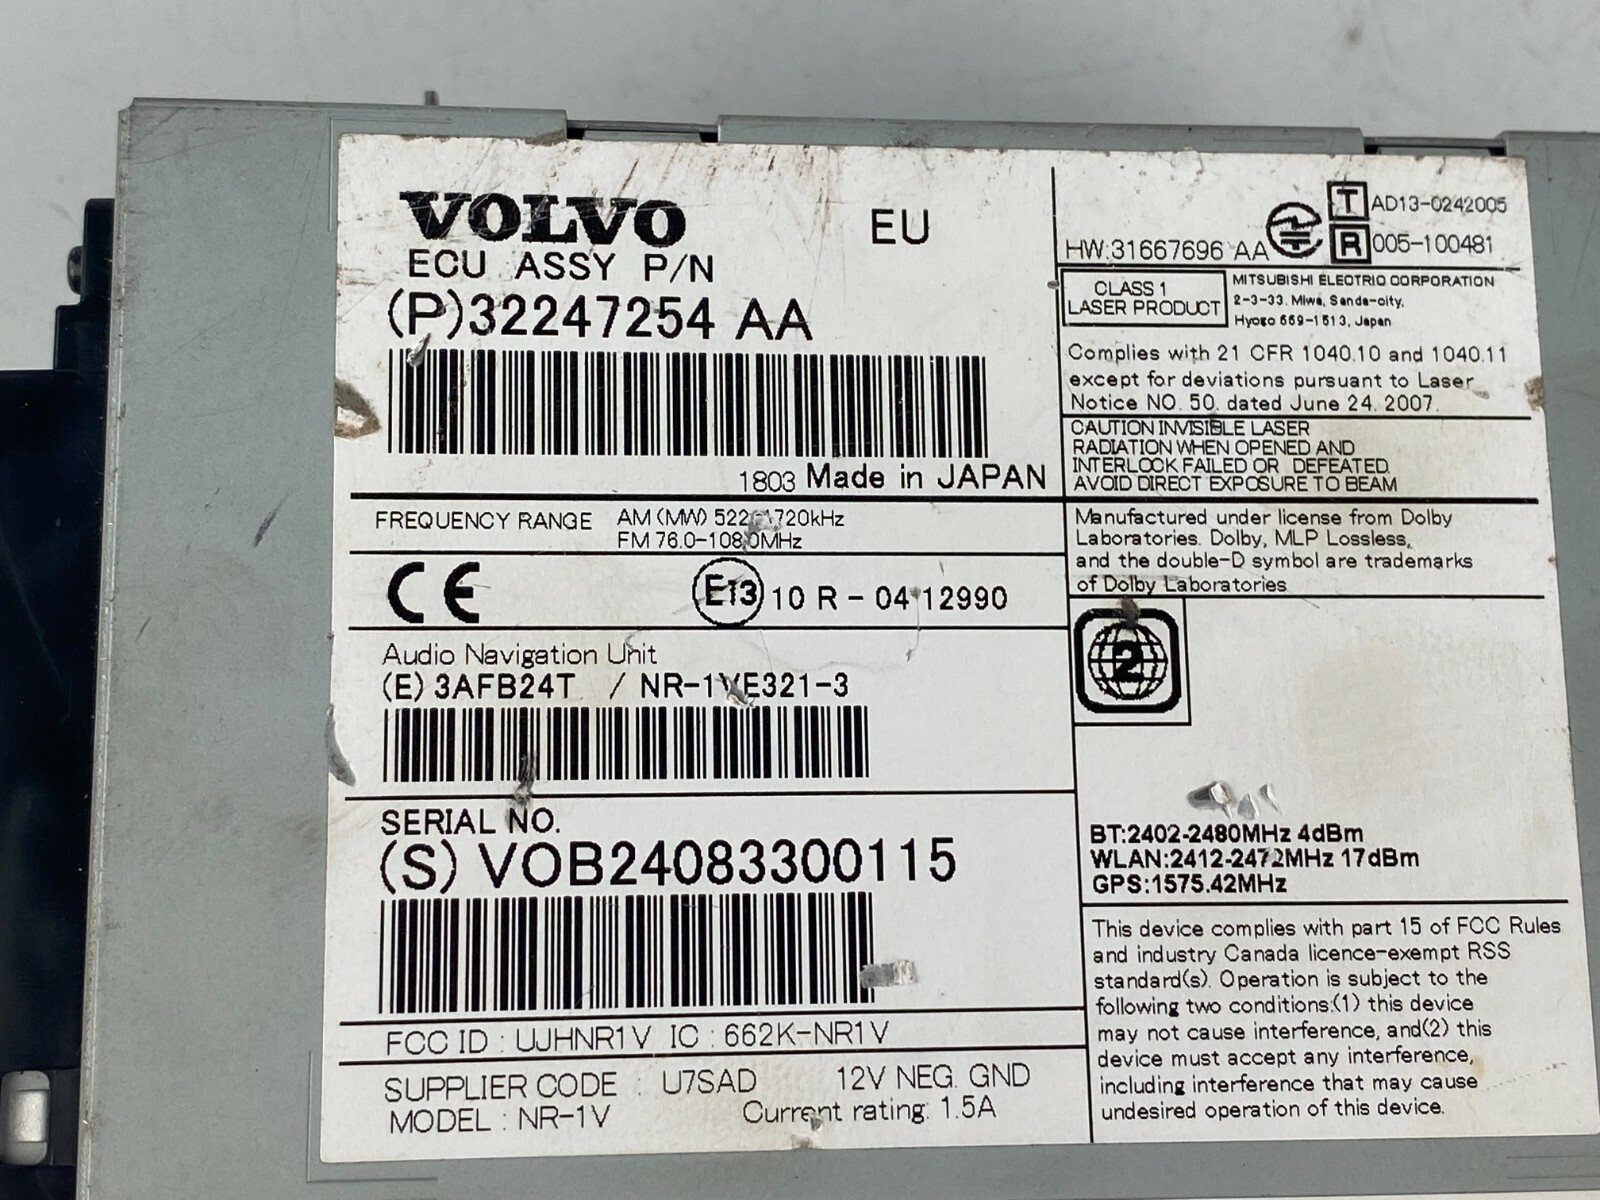 VOLVO
EU
ECU ASSY P/N
(P)32247254 AA
1803 Made in JAPAN
FREQUENCY RANGE AM (MW) 522-1720kHz
FM 76.0-108.0MHz
CE E13 10 R - 04 12990
Audio Navigation Unit
(E) 3AFB24T / NR-1VE321-3
SERIAL NO.
(S) VOB24083300115
FCC ID : UJHNR1V IC : 662K-NR1V
SUPPLIER CODE : U7SAD 12V NEG. GND
MODEL : NR-1V Current rating: 1.5A
T AD13-0242005
HW:31667696 AA R 005-100481
CLASS 1
LASER PRODUCT
MITSUBISHI ELECTRIC CORPORATION
2-3-33, Miwa, Sanda-city,
Hyogo 669-1513, Japan
Complies with 21 CFR 1040.10 and 1040.11
except for deviations pursuant to Laser
Notice NO. 50, dated June 24, 2007.
CAUTION INVISIBLE LASER
RADIATION WHEN OPENED AND
INTERLOCK FAILED OR DEFEATED.
AVOID DIRECT EXPOSURE TO BEAM
Manufactured under license from Dolby
Laboratories. Dolby, MLP Lossless,
and the double-D symbol are trademarks
of Dolby Laboratories
2
BT:2402-2480MHz 4dBm
WLAN:2412-2472MHz 17dBm
GPS:1575.42MHz
This device complies with part 15 of FCC Rules
and industry Canada licence-exempt RSS
standard(s). Operation is subject to the
following two conditions:(1) this device
may not cause interference, and(2) this
device must accept any interference,
including interference that may cause
undesired operation of this device.